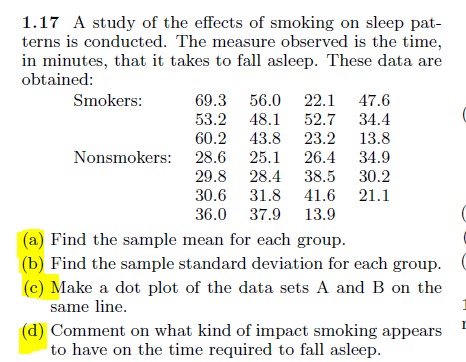 1.17 A study of the effects of smoking on sleep pat-
terns is conducted. The measure observed is the time,
in minutes, that it takes to fall asleep. These data are
obtained:
Smokers: 69.3 56.0 22.1 47.6
53.2 48.1 52.7 34.4
60.2 43.8 23.2 13.8
Nonsmokers: 28.6 25.1 26.4 34.9
29.8 28.4 38.5 30.2
30.6 31.8 41.6 21.1
36.0 37.9 13.9
(a) Find the sample mean for each group.
(b) Find the sample standard deviation for each group.
(c) Make a dot plot of the data sets A and B on the
same line.
(d) Comment on what kind of impact smoking appears
to have on the time required to fall asleep.